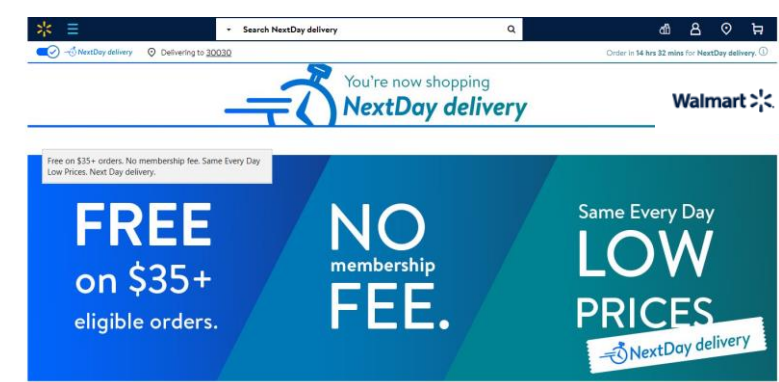 Search NextDay delivery
NextDay delivery
Delivering to 30030
Order in 14 hrs 32 mins for NextDay delivery.
You're now shopping
NextDay delivery
Walmart
Free on $35+ orders. No membership fee. Same Every Day
Low Prices. Next Day delivery.
FREE
on $35+
eligible orders.
NO
membership
FEE.
Same Every Day
LOW
PRICES
NextDay delivery